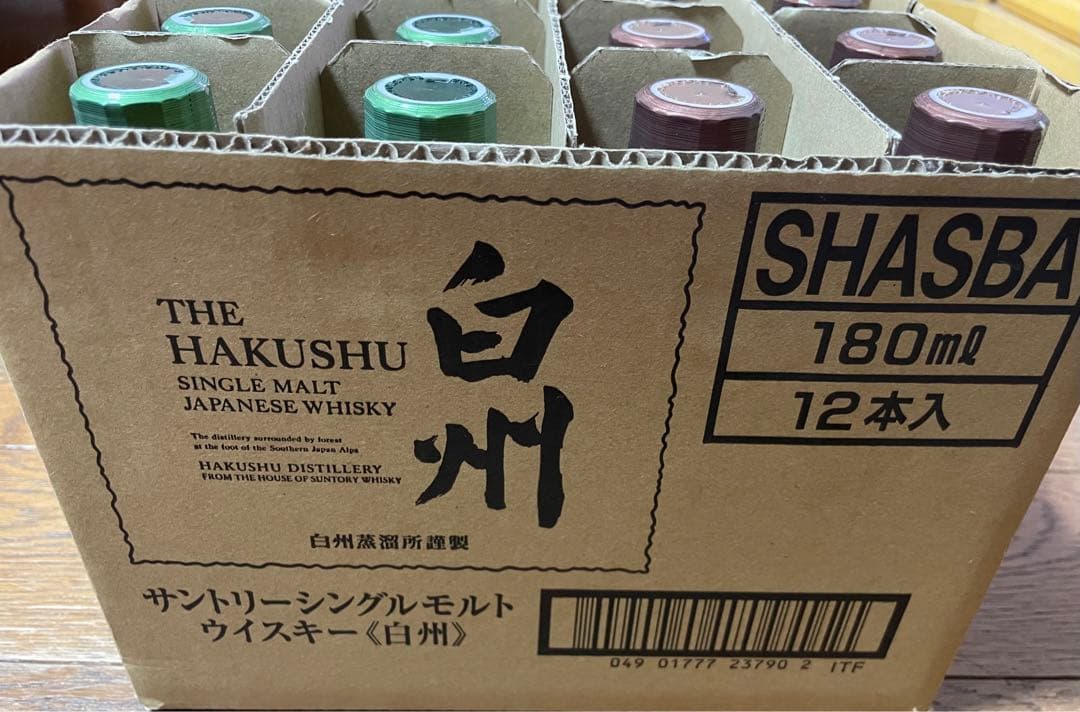 THE
HAKUSHU
SINGLE MALT
JAPANESE WHISKY
The distillery surrounded by forest
at the foot of the Southern Japan Alps
HAKUSHU DISTILLERY
FROM THE HOUSE OF SUNTORY WHISKY
白州
白州蒸溜所謹製
SHASBA
180ml
12本入
サントリーシングルモルト
ウイスキー《白州》
049 01777 23790 2 ITF